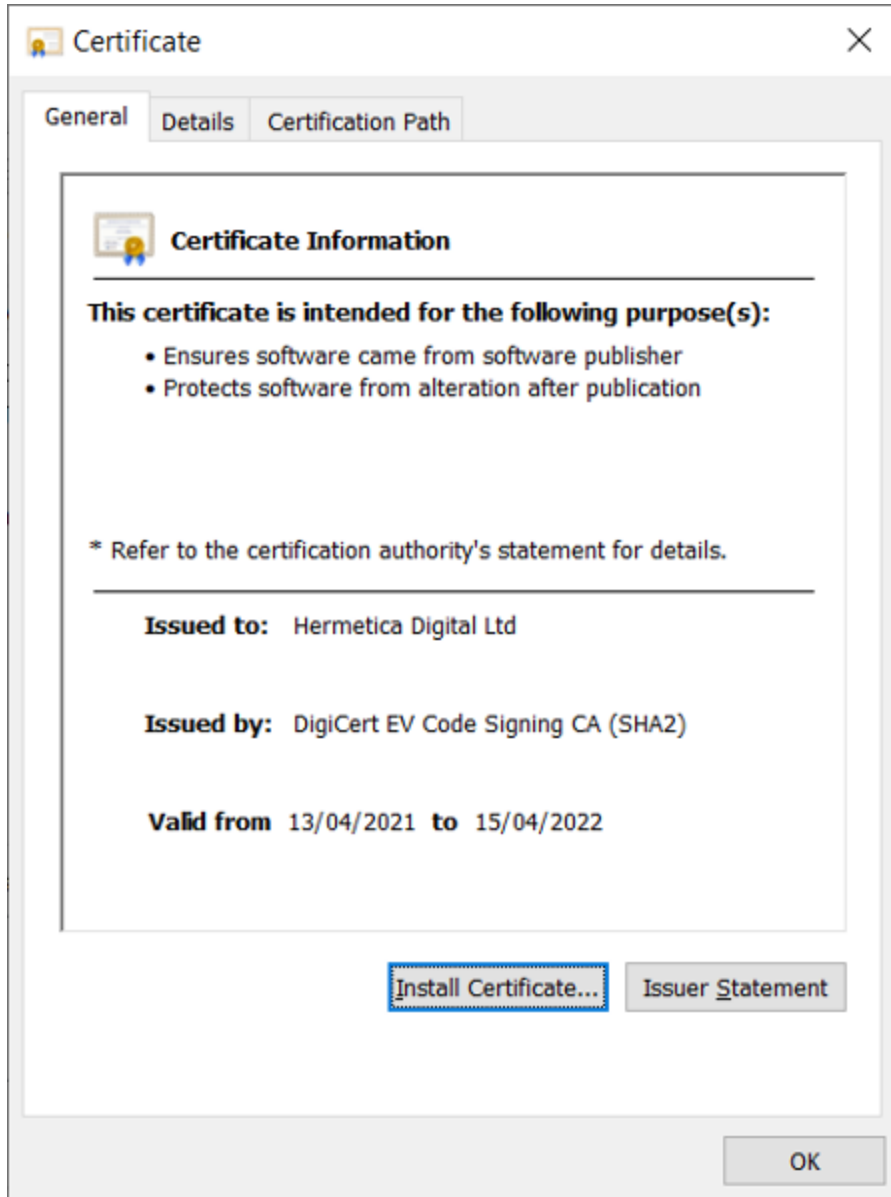 Certificate
General
Details
Certification Path
Certificate Information
This certificate is intended for the following purpose(s):
• Ensures software came from software publisher
• Protects software from alteration after publication
* Refer to the certification authority's statement for details.
Issued to: Hermetica Digital Ltd
Issued by: DigiCert EV Code Signing CA (SHA2)
Valid from 13/04/2021 to 15/04/2022
Install Certificate...
Issuer Statement
OK